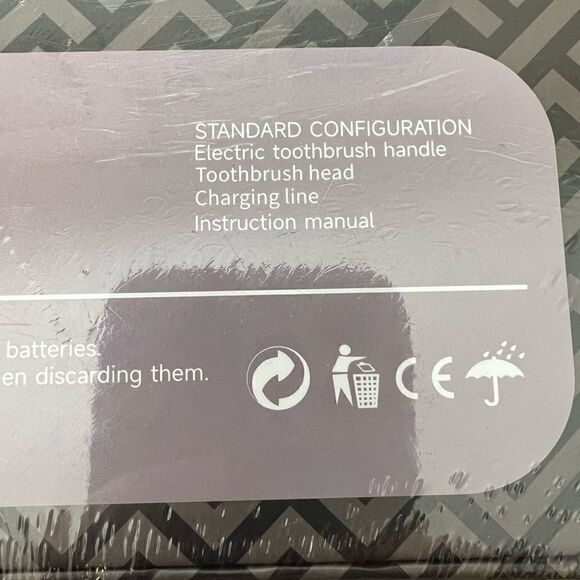 STANDARD CONFIGURATION
Electric toothbrush handle
Toothbrush head
Charging line
Instruction manual
batteries.
en discarding them.
CE